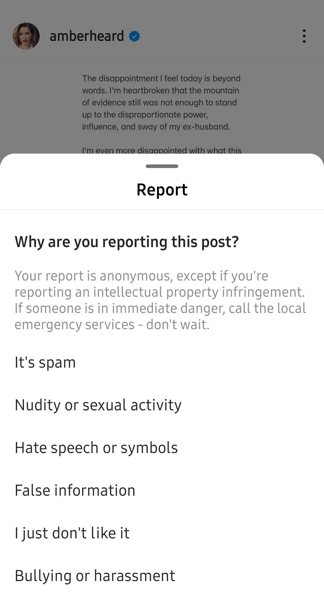 amberheard
The disappointment I feel today is beyond
words. I'm heartbroken that the mountain
of evidence still was not enough to stand
up to the disproportionate power,
influence, and sway of my ex-husband.
I'm even more disappointed with what this
Report
Why are you reporting this post?
Your report is anonymous, except if you're
reporting an intellectual property infringement.
If someone is in immediate danger, call the local
emergency services - don't wait.
It's spam
Nudity or sexual activity
Hate speech or symbols
False information
I just don't like it
Bullying or harassment